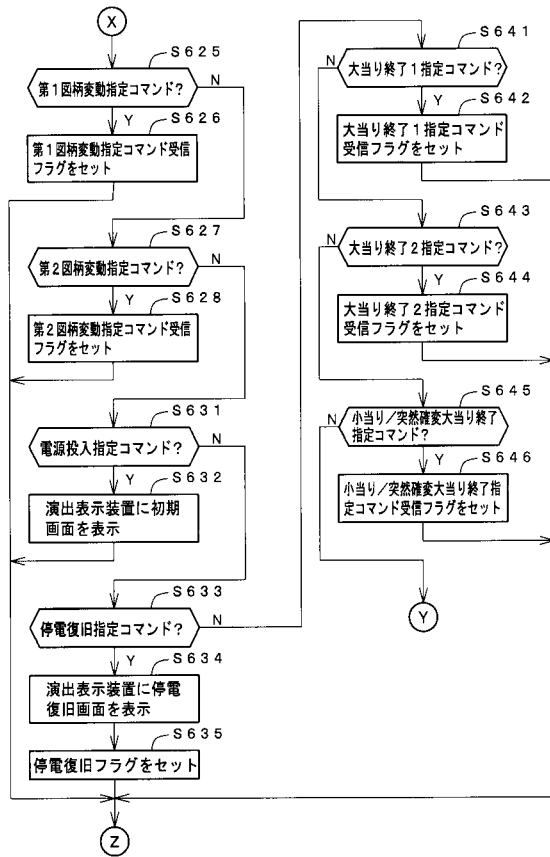 X
S625
第1図柄変動指定コマンド?
N
Y
S626
第1図柄変動指定コマンド受信
フラグをセット
S627
第2図柄変動指定コマンド?
N
Y
S628
第2図柄変動指定コマンド受信
フラグをセット
S631
電源投入指定コマンド?
N
Y
S632
演出表示装置に初期
画面を表示
S633
停電復旧指定コマンド?
N
Y
S634
演出表示装置に停電
復旧画面を表示
S635
停電復旧フラグをセット
Z
S641
N
大当り終了1指定コマンド?
Y
S642
大当り終了1指定コマンド
受信フラグをセット
S643
N
大当り終了2指定コマンド?
Y
S644
大当り終了2指定コマンド
受信フラグをセット
S645
N
小当り/突然確変大当り終了
指定コマンド?
Y
S646
小当り/突然確変大当り終了指
定コマンド受信フラグをセット
Y